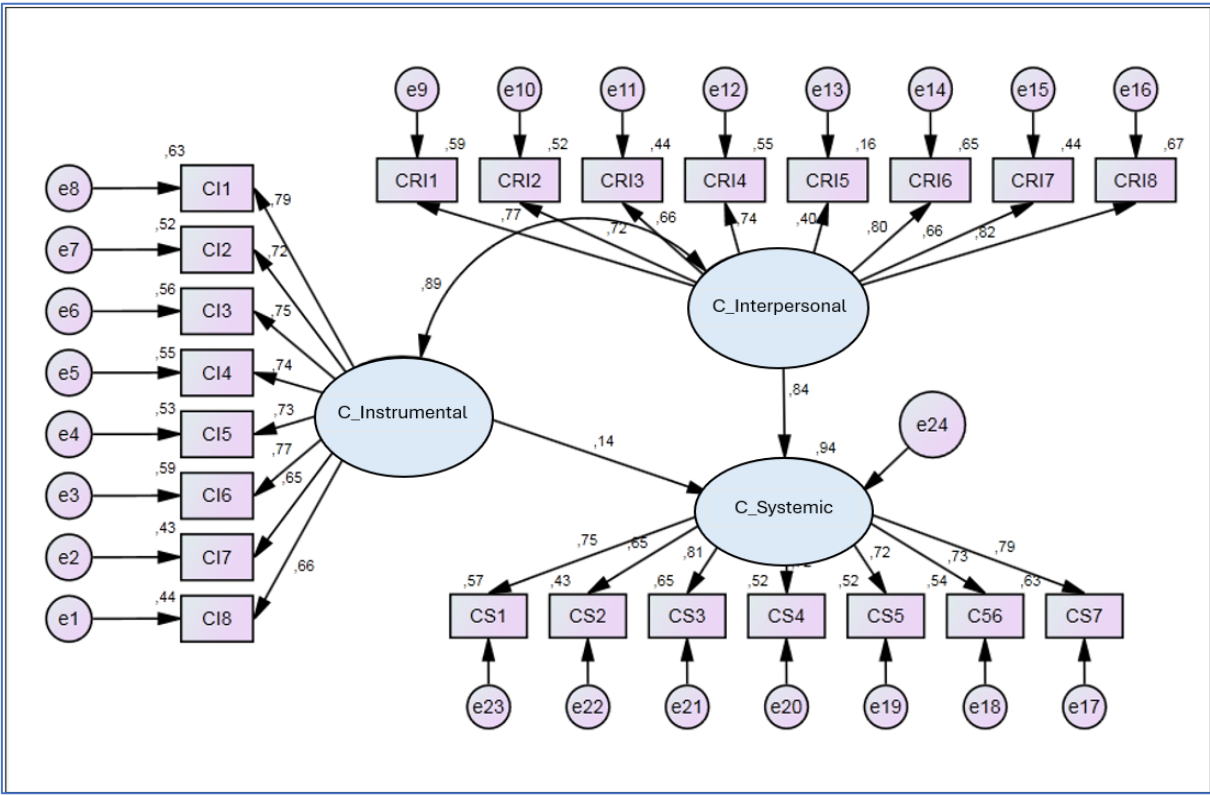 e9 e10 e11 e12 e13 e14 e15 e16
,59 ,52 ,44 ,55 ,16 ,65 ,44 ,67
CRI1 CRI2 CRI3 CRI4 CRI5 CRI6 CRI7 CRI8
,77 ,72 ,66 ,74 ,40 ,80 ,66 ,82
,63
e8 CI1 ,79
,52
e7 CI2 ,72
,56
e6 CI3 ,75
,55
e5 CI4 ,74
,53
e4 CI5 ,73
,59
e3 CI6 ,77
,43
e2 CI7 ,65
,44
e1 CI8 ,66
,89
C_Interpersonal
C_Instrumental
,84
,14
,94
e24
C_Systemic
,75 ,65 ,81 ,72 ,73 ,79
,57 ,43 ,65 ,52 ,52 ,54 ,63
CS1 CS2 CS3 CS4 CS5 C56 CS7
e23 e22 e21 e20 e19 e18 e17